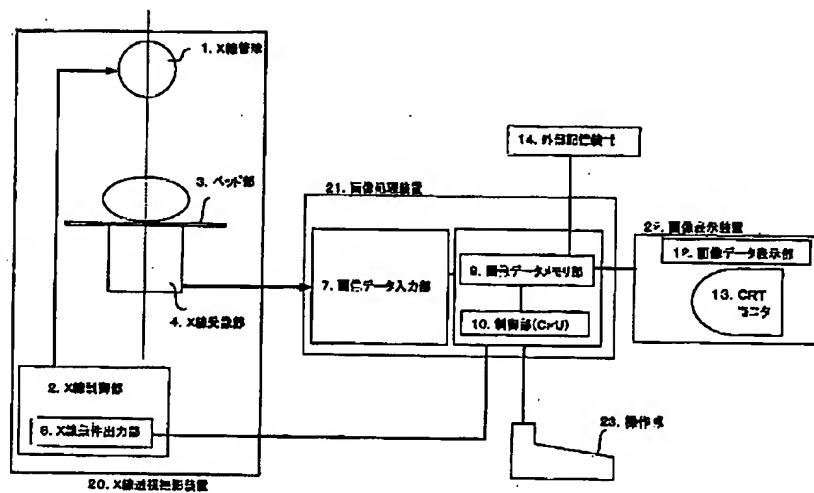 1. X線管球
3. ベッド部
4. X線受像部
2. X線制御部
6. X線条件出力部
20. X線透視撮影装置
14. 外部記憶装置
21. 画像処理装置
7. 画像データ入力部
9. 画像データメモリ部
10. 制御部(CPU)
23. 操作卓
画像表示装置
12. 画像データ表示部
13. CRT
モニタ